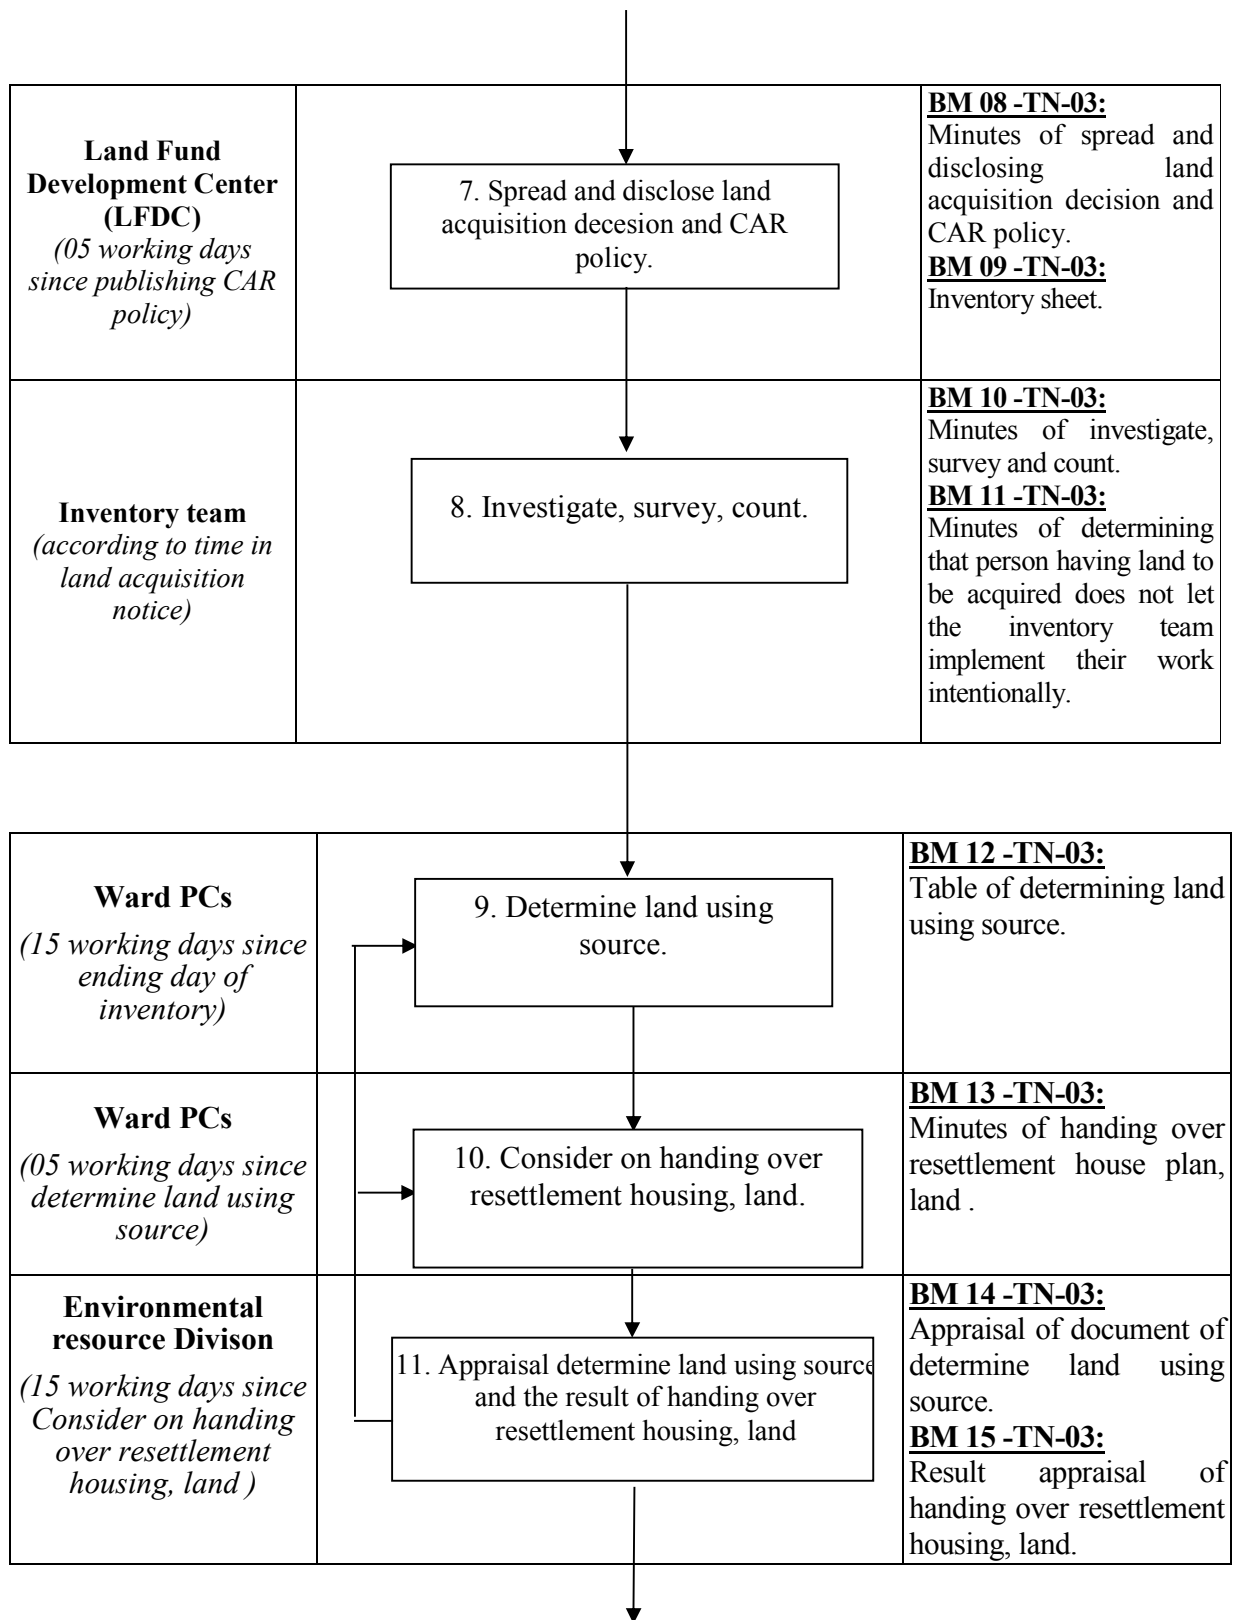 Land Fund
Development Center
(LFDC)
(05 working days
since publishing CAR
policy)
7. Spread and disclose land
acquisition decesion and CAR
policy.
BM 08 -TN-03:
Minutes of spread and
disclosing land
acquisition decision and
CAR policy.
BM 09 -TN-03:
Inventory sheet.
Inventory team
(according to time in
land acquisition
notice)
8. Investigate, survey, count.
BM 10 -TN-03:
Minutes of investigate,
survey and count.
BM 11 -TN-03:
Minutes of determining
that person having land to
be acquired does not let
the inventory team
implement their work
intentionally.
Ward PCs
(15 working days since
ending day of
inventory)
9. Determine land using
source.
BM 12 -TN-03:
Table of determining land
using source.
Ward PCs
(05 working days since
determine land using
source)
10. Consider on handing over
resettlement housing, land.
BM 13 -TN-03:
Minutes of handing over
resettlement house plan,
land .
Environmental
resource Divison
(15 working days since
Consider on handing
over resettlement
housing, land )
11. Appraisal determine land using source
and the result of handing over
resettlement housing, land
BM 14 -TN-03:
Appraisal of document of
determine land using
source.
BM 15 -TN-03:
Result appraisal of
handing over resettlement
housing, land.